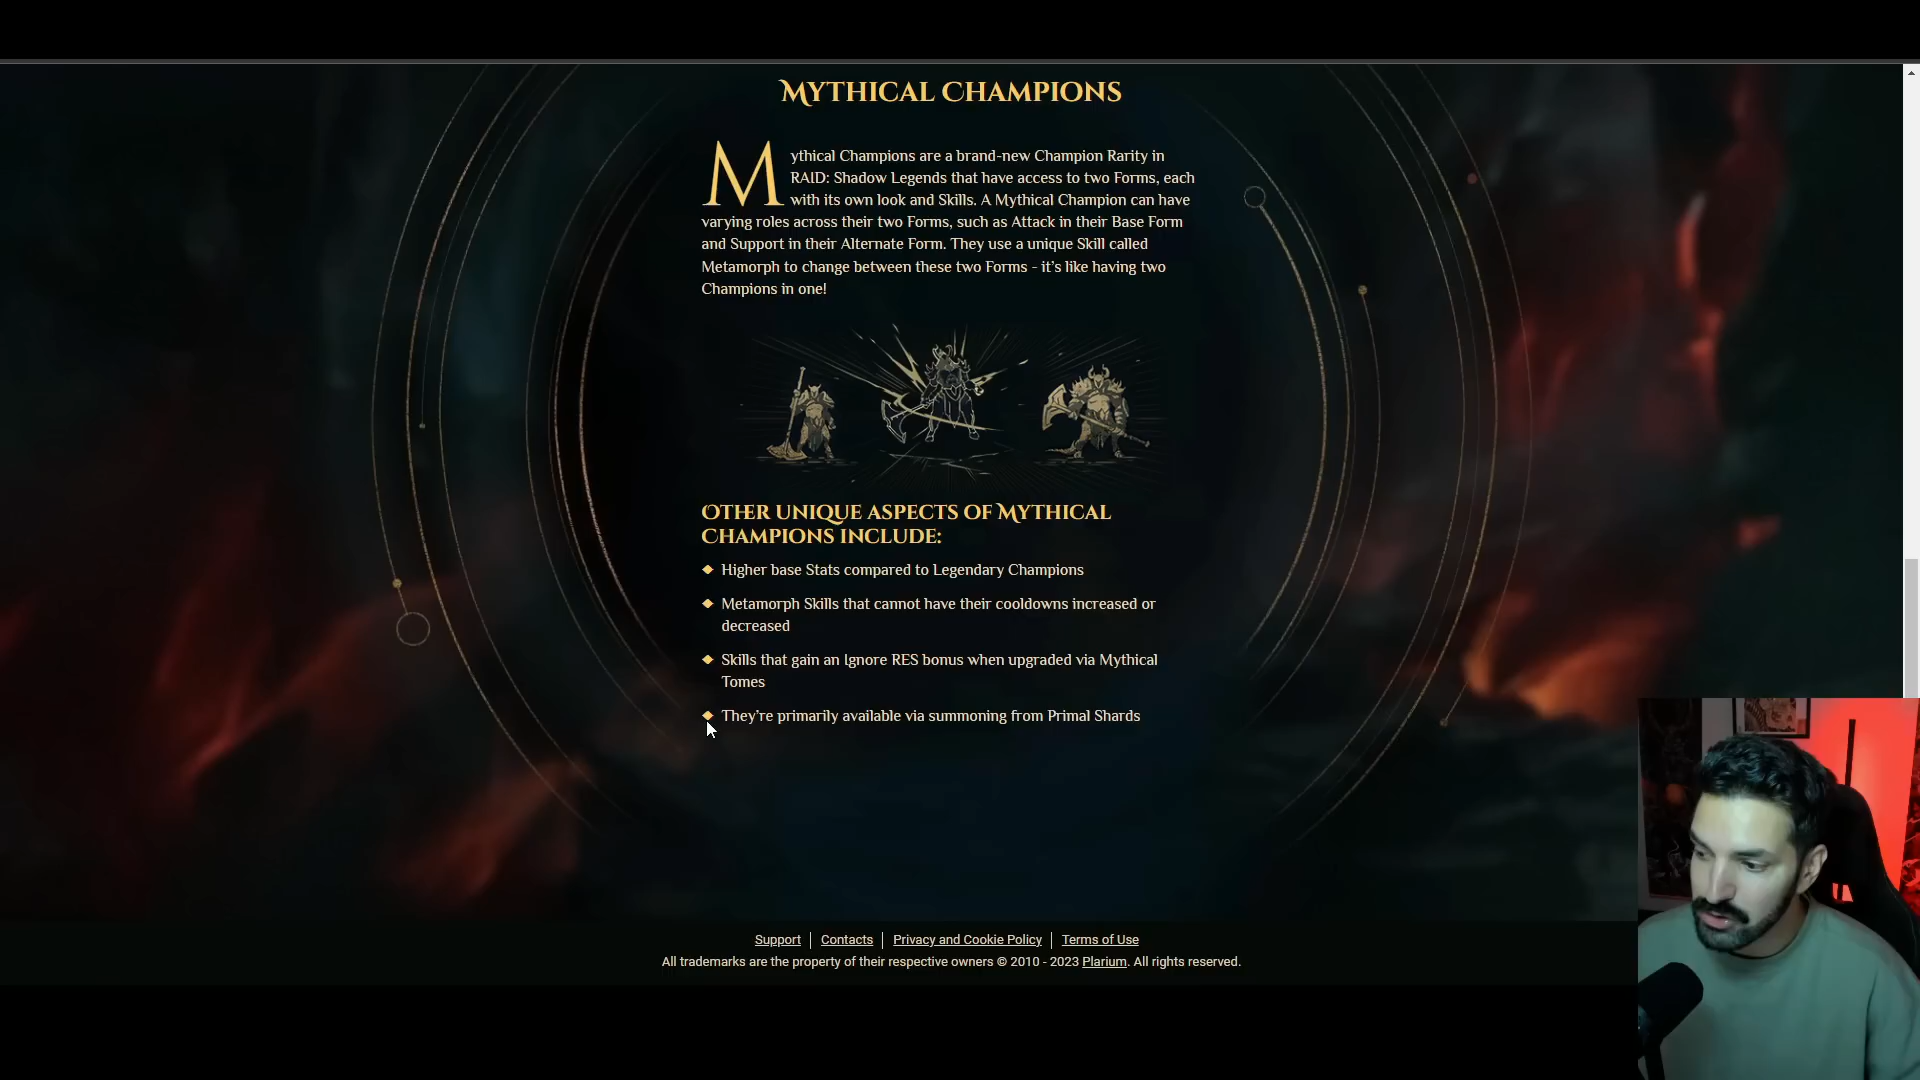 Mythical Champions
Mythical Champions are a brand-new Champion Rarity in
RAID: Shadow Legends that have access to two Forms, each
with its own look and Skills. A Mythical Champion can have
varying roles across their two Forms, such as Attack in their Base Form
and Support in their Alternate Form. They use a unique Skill called
Metamorph to change between these two Forms - it’s like having two
Champions in one!
Other unique aspects of Mythical
Champions include:
Higher base Stats compared to Legendary Champions
Metamorph Skills that cannot have their cooldowns increased or
decreased
Skills that gain an Ignore RES bonus when upgraded via Mythical
Tomes
They’re primarily available via summoning from Primal Shards
Support | Contacts | Privacy and Cookie Policy | Terms of Use
All trademarks are the property of their respective owners © 2010 - 2023 Plarium. All rights reserved.